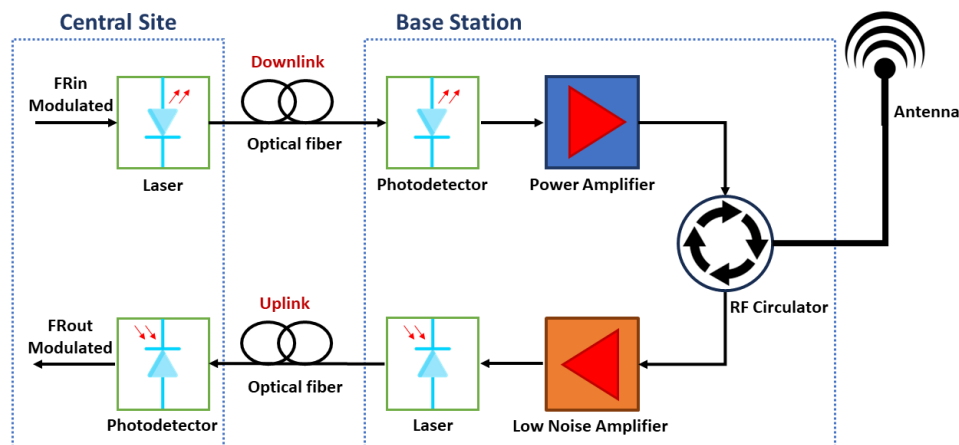 Central Site
Base Station
Downlink
FRin
Modulated
Antenna
Optical fiber
Laser
Photodetector
Power Amplifier
RF Circulator
Uplink
FRout
Modulated
Optical fiber
Photodetector
Laser
Low Noise Amplifier